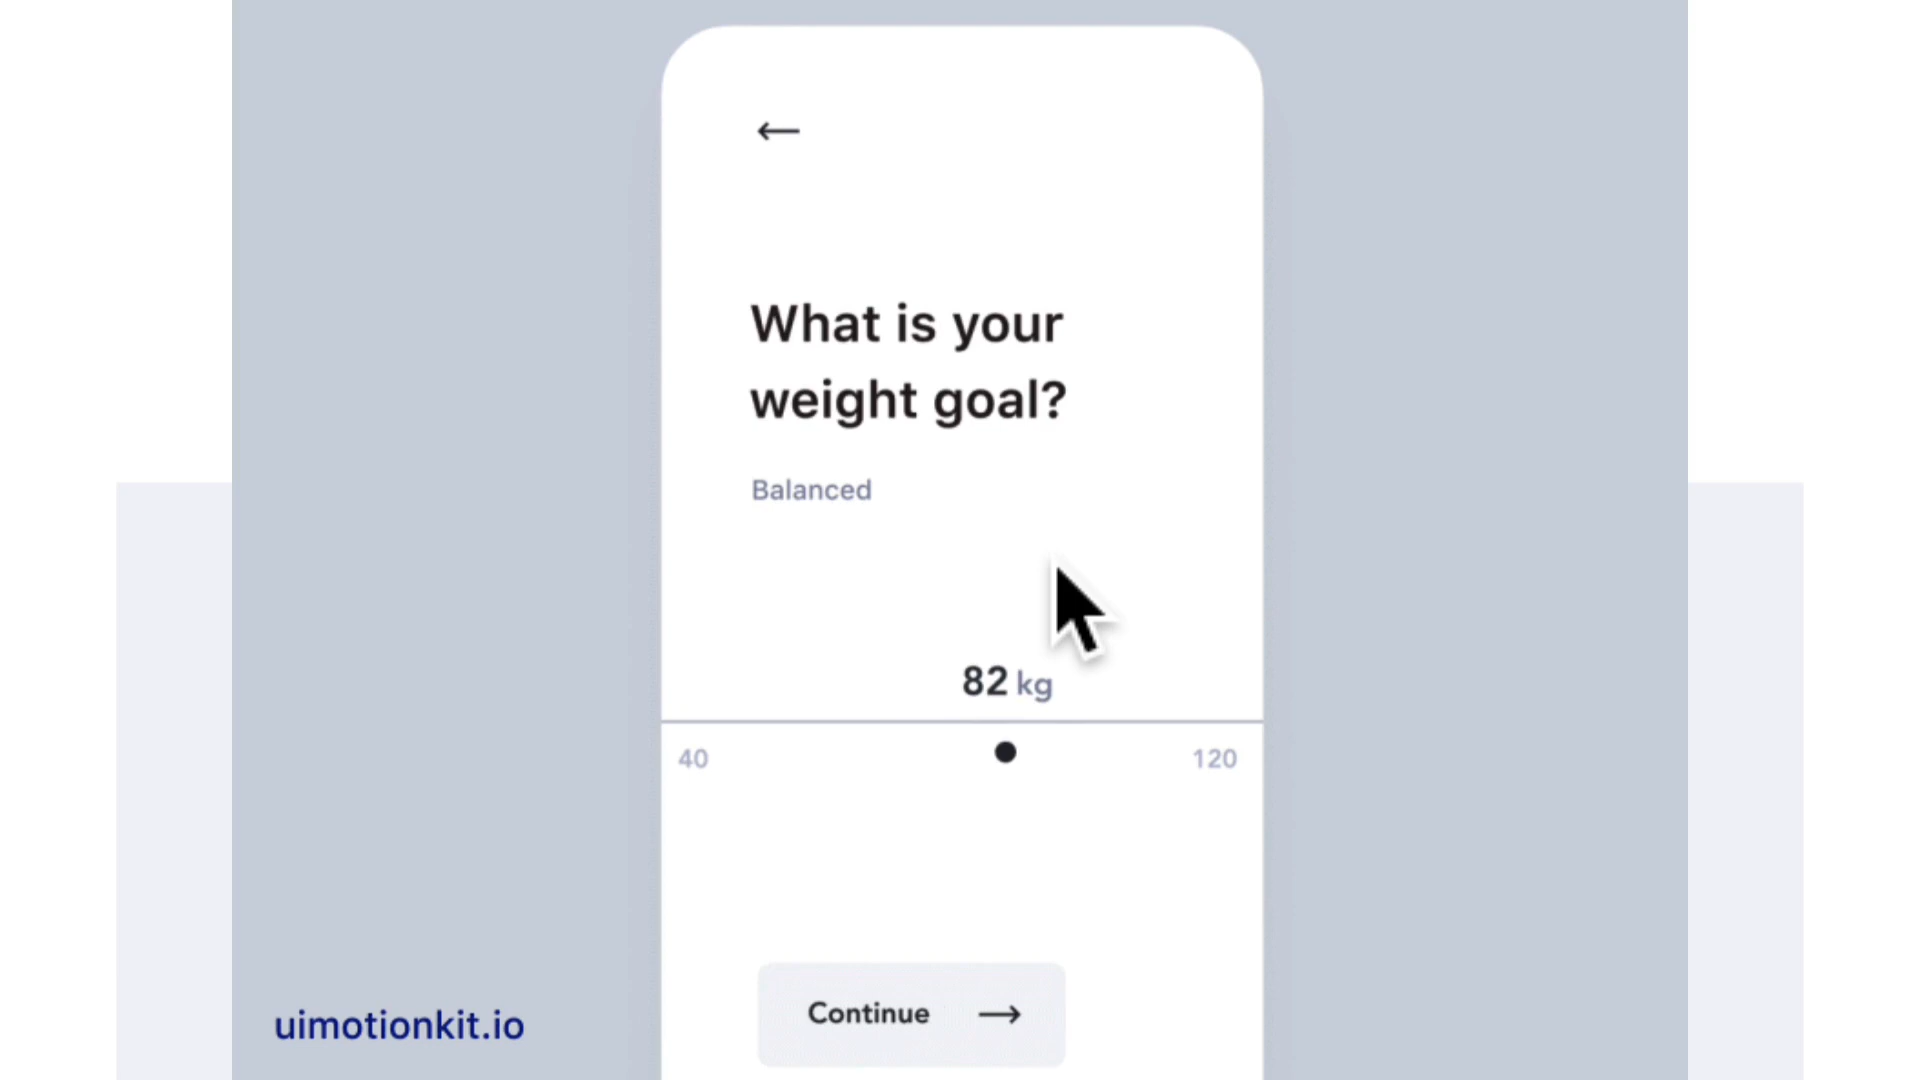 What is your
weight goal?
Balanced
82 kg
40
120
Continue
uimotionkit.io